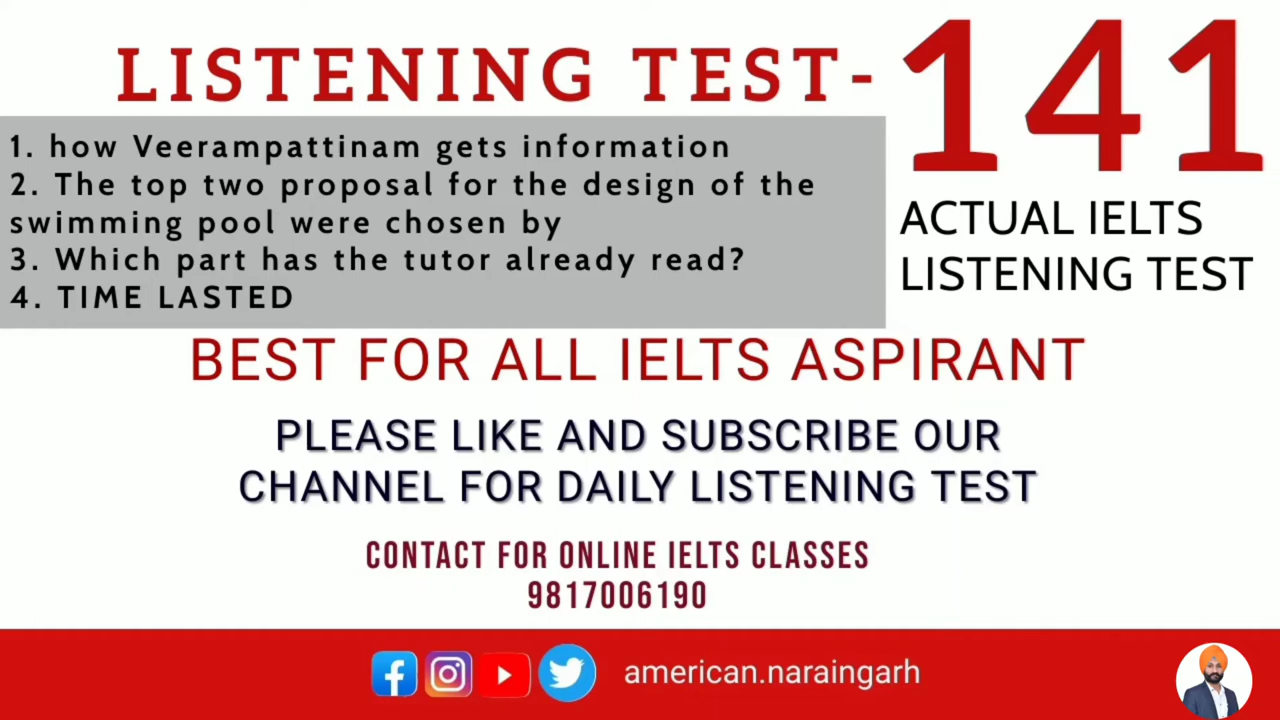 LISTENING TEST-141
1. how Veerampattinam gets information
2. The top two proposal for the design of the
swimming pool were chosen by
3. Which part has the tutor already read?
4. TIME LASTED
ACTUAL IELTS
LISTENING TEST
BEST FOR ALL IELTS ASPIRANT
PLEASE LIKE AND SUBSCRIBE OUR
CHANNEL FOR DAILY LISTENING TEST
CONTACT FOR ONLINE IELTS CLASSES
9817006190
american.naraingarh